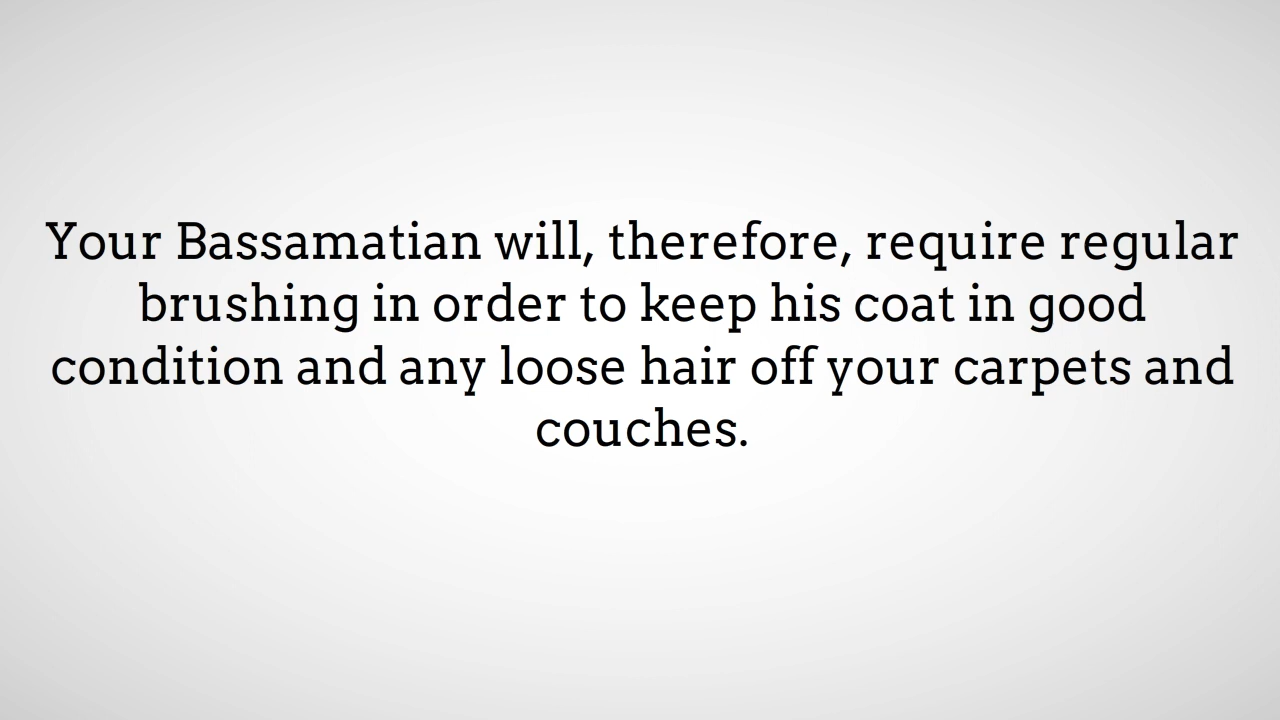 Your Bassamatian will, therefore, require regular
brushing in order to keep his coat in good
condition and any loose hair off your carpets and
couches.